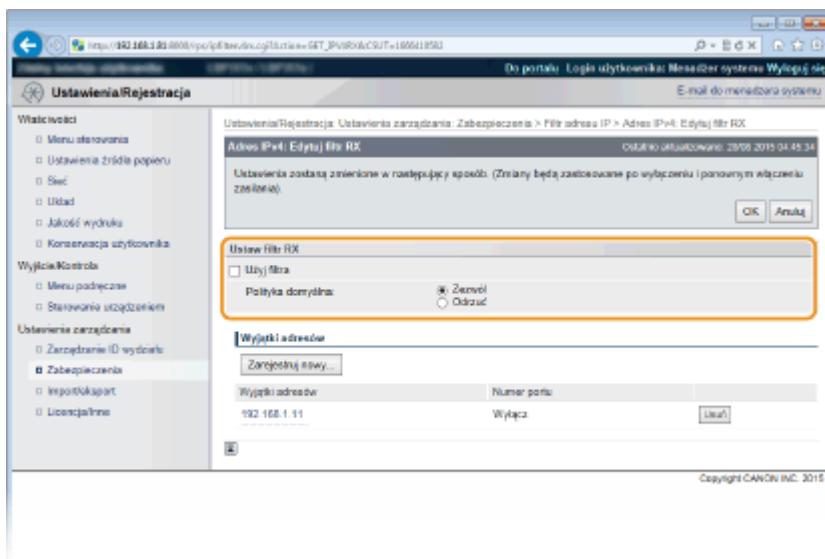 Do portalu Login użytkownika: Menedżer systemu Wyloguj się
Ustawienia/Rejestracja
E-mail do menadżera systemu
Właściwości
Menu sterowania
Ustawienia źródła papieru
Sieć
Układ
Jakość wydruku
Konserwacja użytkownika
Wyjście/Kontrola
Menu podręczne
Sterowanie urządzeniem
Ustawienia zarządzania
Zarządzanie ID wydziału
Zabezpieczenia
Import/eksport
Licencja/Inne
Ustawienia/Rejestracja: Ustawienia zarządzania: Zabezpieczenia > Filtr adresu IP > Adres IPv4: Edytuj filtr RX
Adres IPv4: Edytuj filtr RX
Ostatnio aktualizowano: 28/08 2015 04:45:34
Ustawienia zostaną zmienione w następujący sposób. (Zmiany będą zastosowane po wyłączeniu i ponownym włączeniu
zasilania).
OK Anuluj
Ustaw filtr RX
Użyj filtra
Polityka domyślna:
Zezwól
Odrzuć
Wyjątki adresów
Zarejestruj nowy...
Wyjątki adresów Numer portu
192.168.1.11 Wyłącz Usuń
Copyright CANON INC. 2015